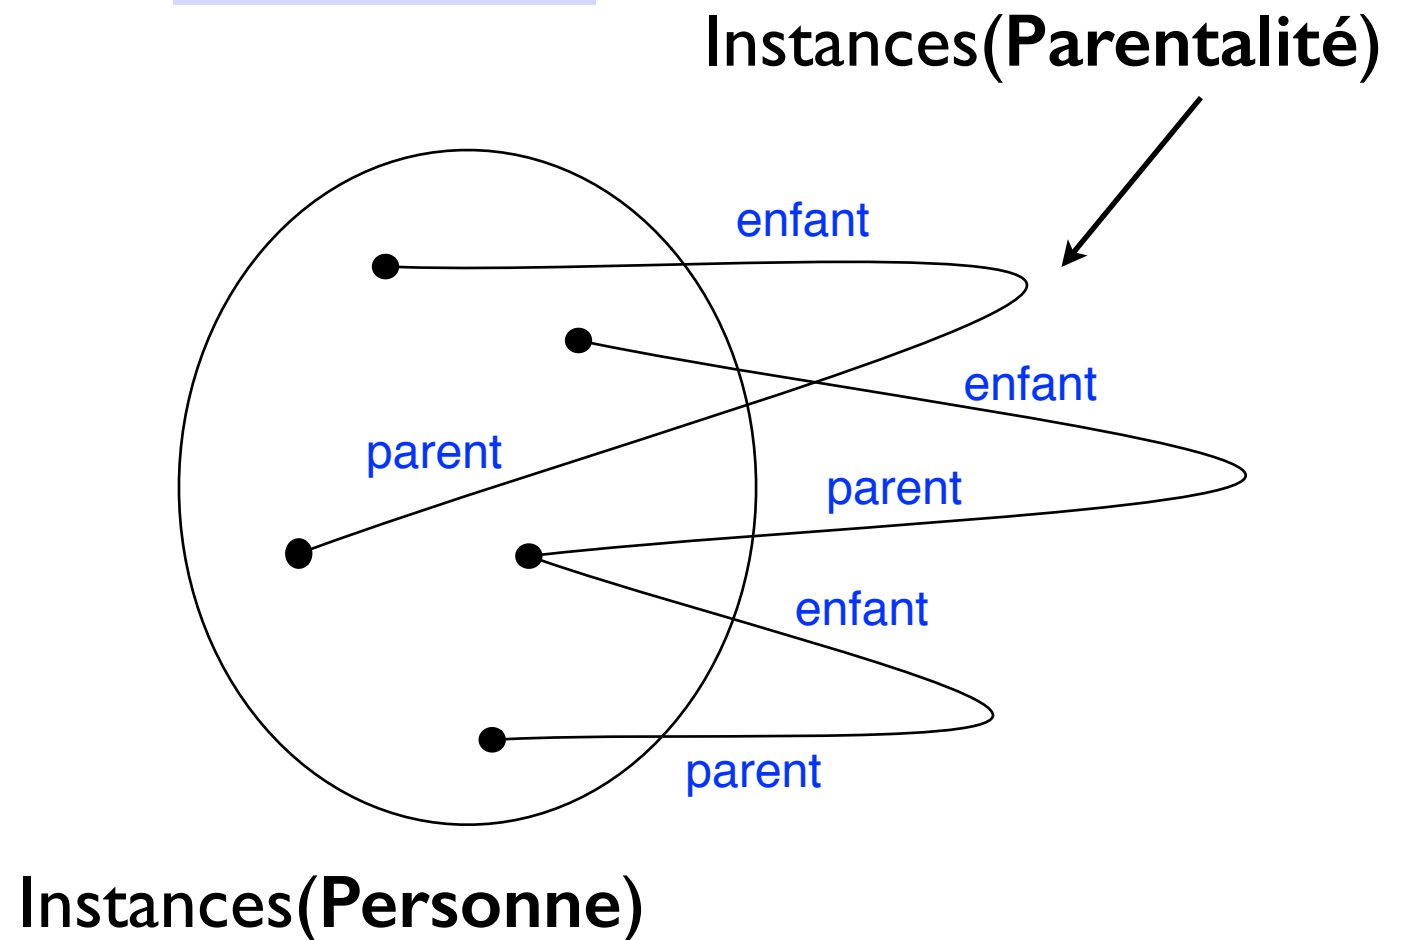 Instances(Parentalité)
enfant
enfant
parent
parent
enfant
parent
Instances(Personne)